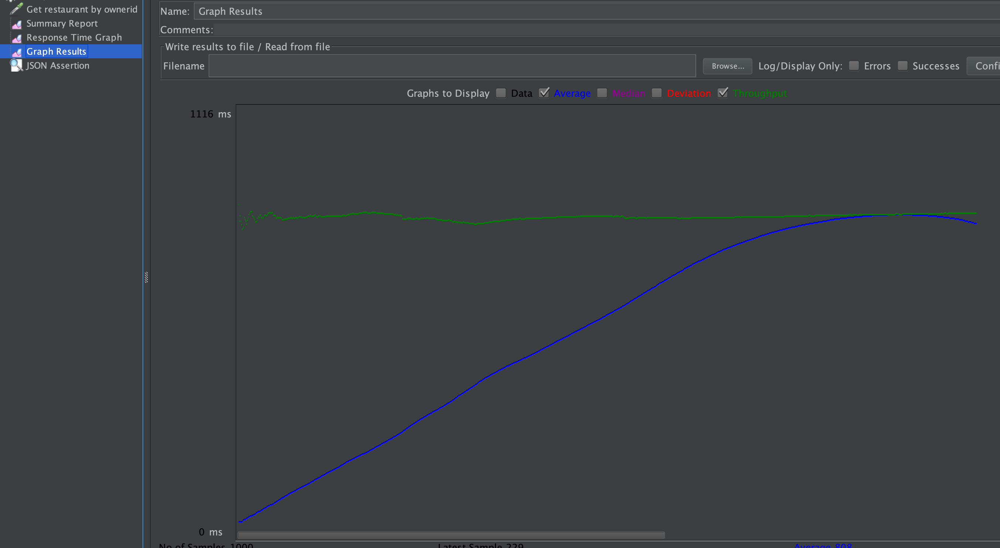 Get restaurant by ownerid
Summary Report
Response Time Graph
Graph Results
JSON Assertion
Name: Graph Results
Comments:
Write results to file / Read from file
Filename Browse... Log/Display Only: Errors Successes Confi
Graphs to Display Data Average Median Deviation Throughput
1116 ms
0 ms
No of Samples 1000 Latest Sample 229 Average 808